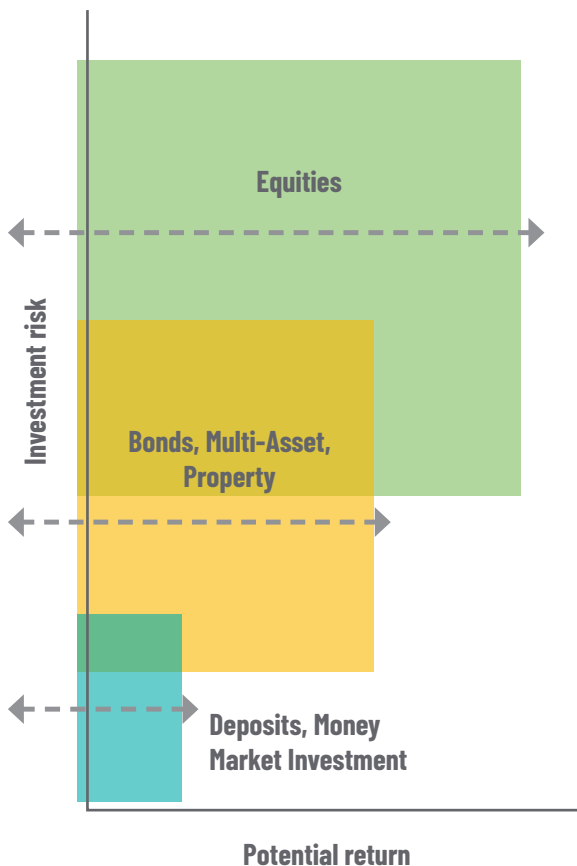 Equities
Investment risk
Bonds, Multi-Asset,
Property
Deposits, Money
Market Investment
Potential return